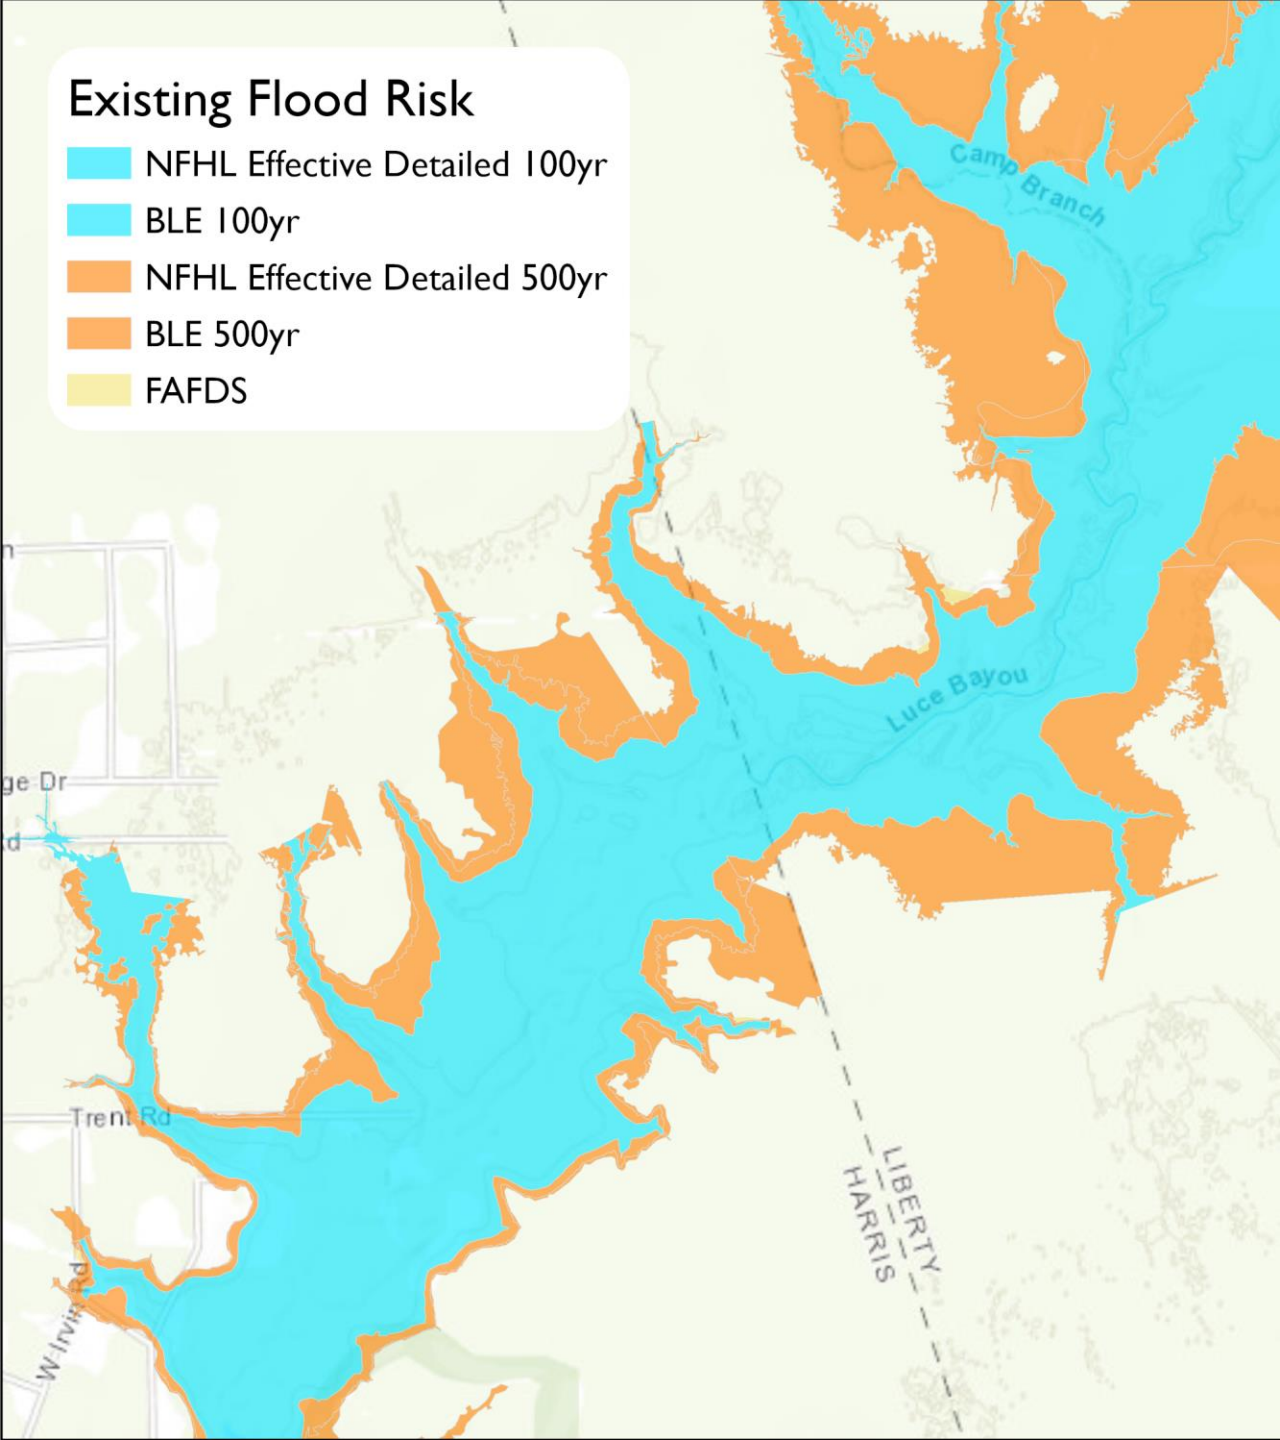 Existing Flood Risk
NFHL Effective Detailed 100yr
BLE 100yr
NFHL Effective Detailed 500yr
BLE 500yr
FAFDS
Camp Branch
n
Luce Bayou
ge Dr
d
Trent Rd
LIBERTY
HARRIS
W Irvin Rd